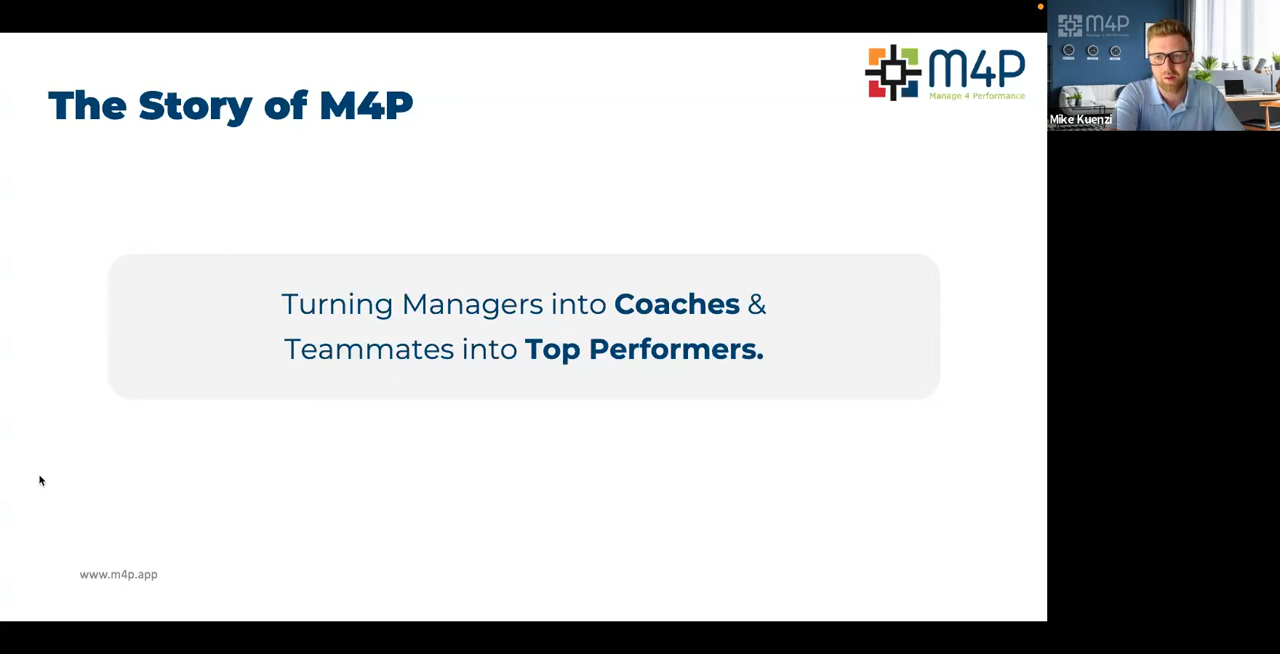 The Story of M4P
M4P
Manage 4 Performance
Turning Managers into Coaches &
Teammates into Top Performers.
www.m4p.app
M4P
Mike Kuenzi